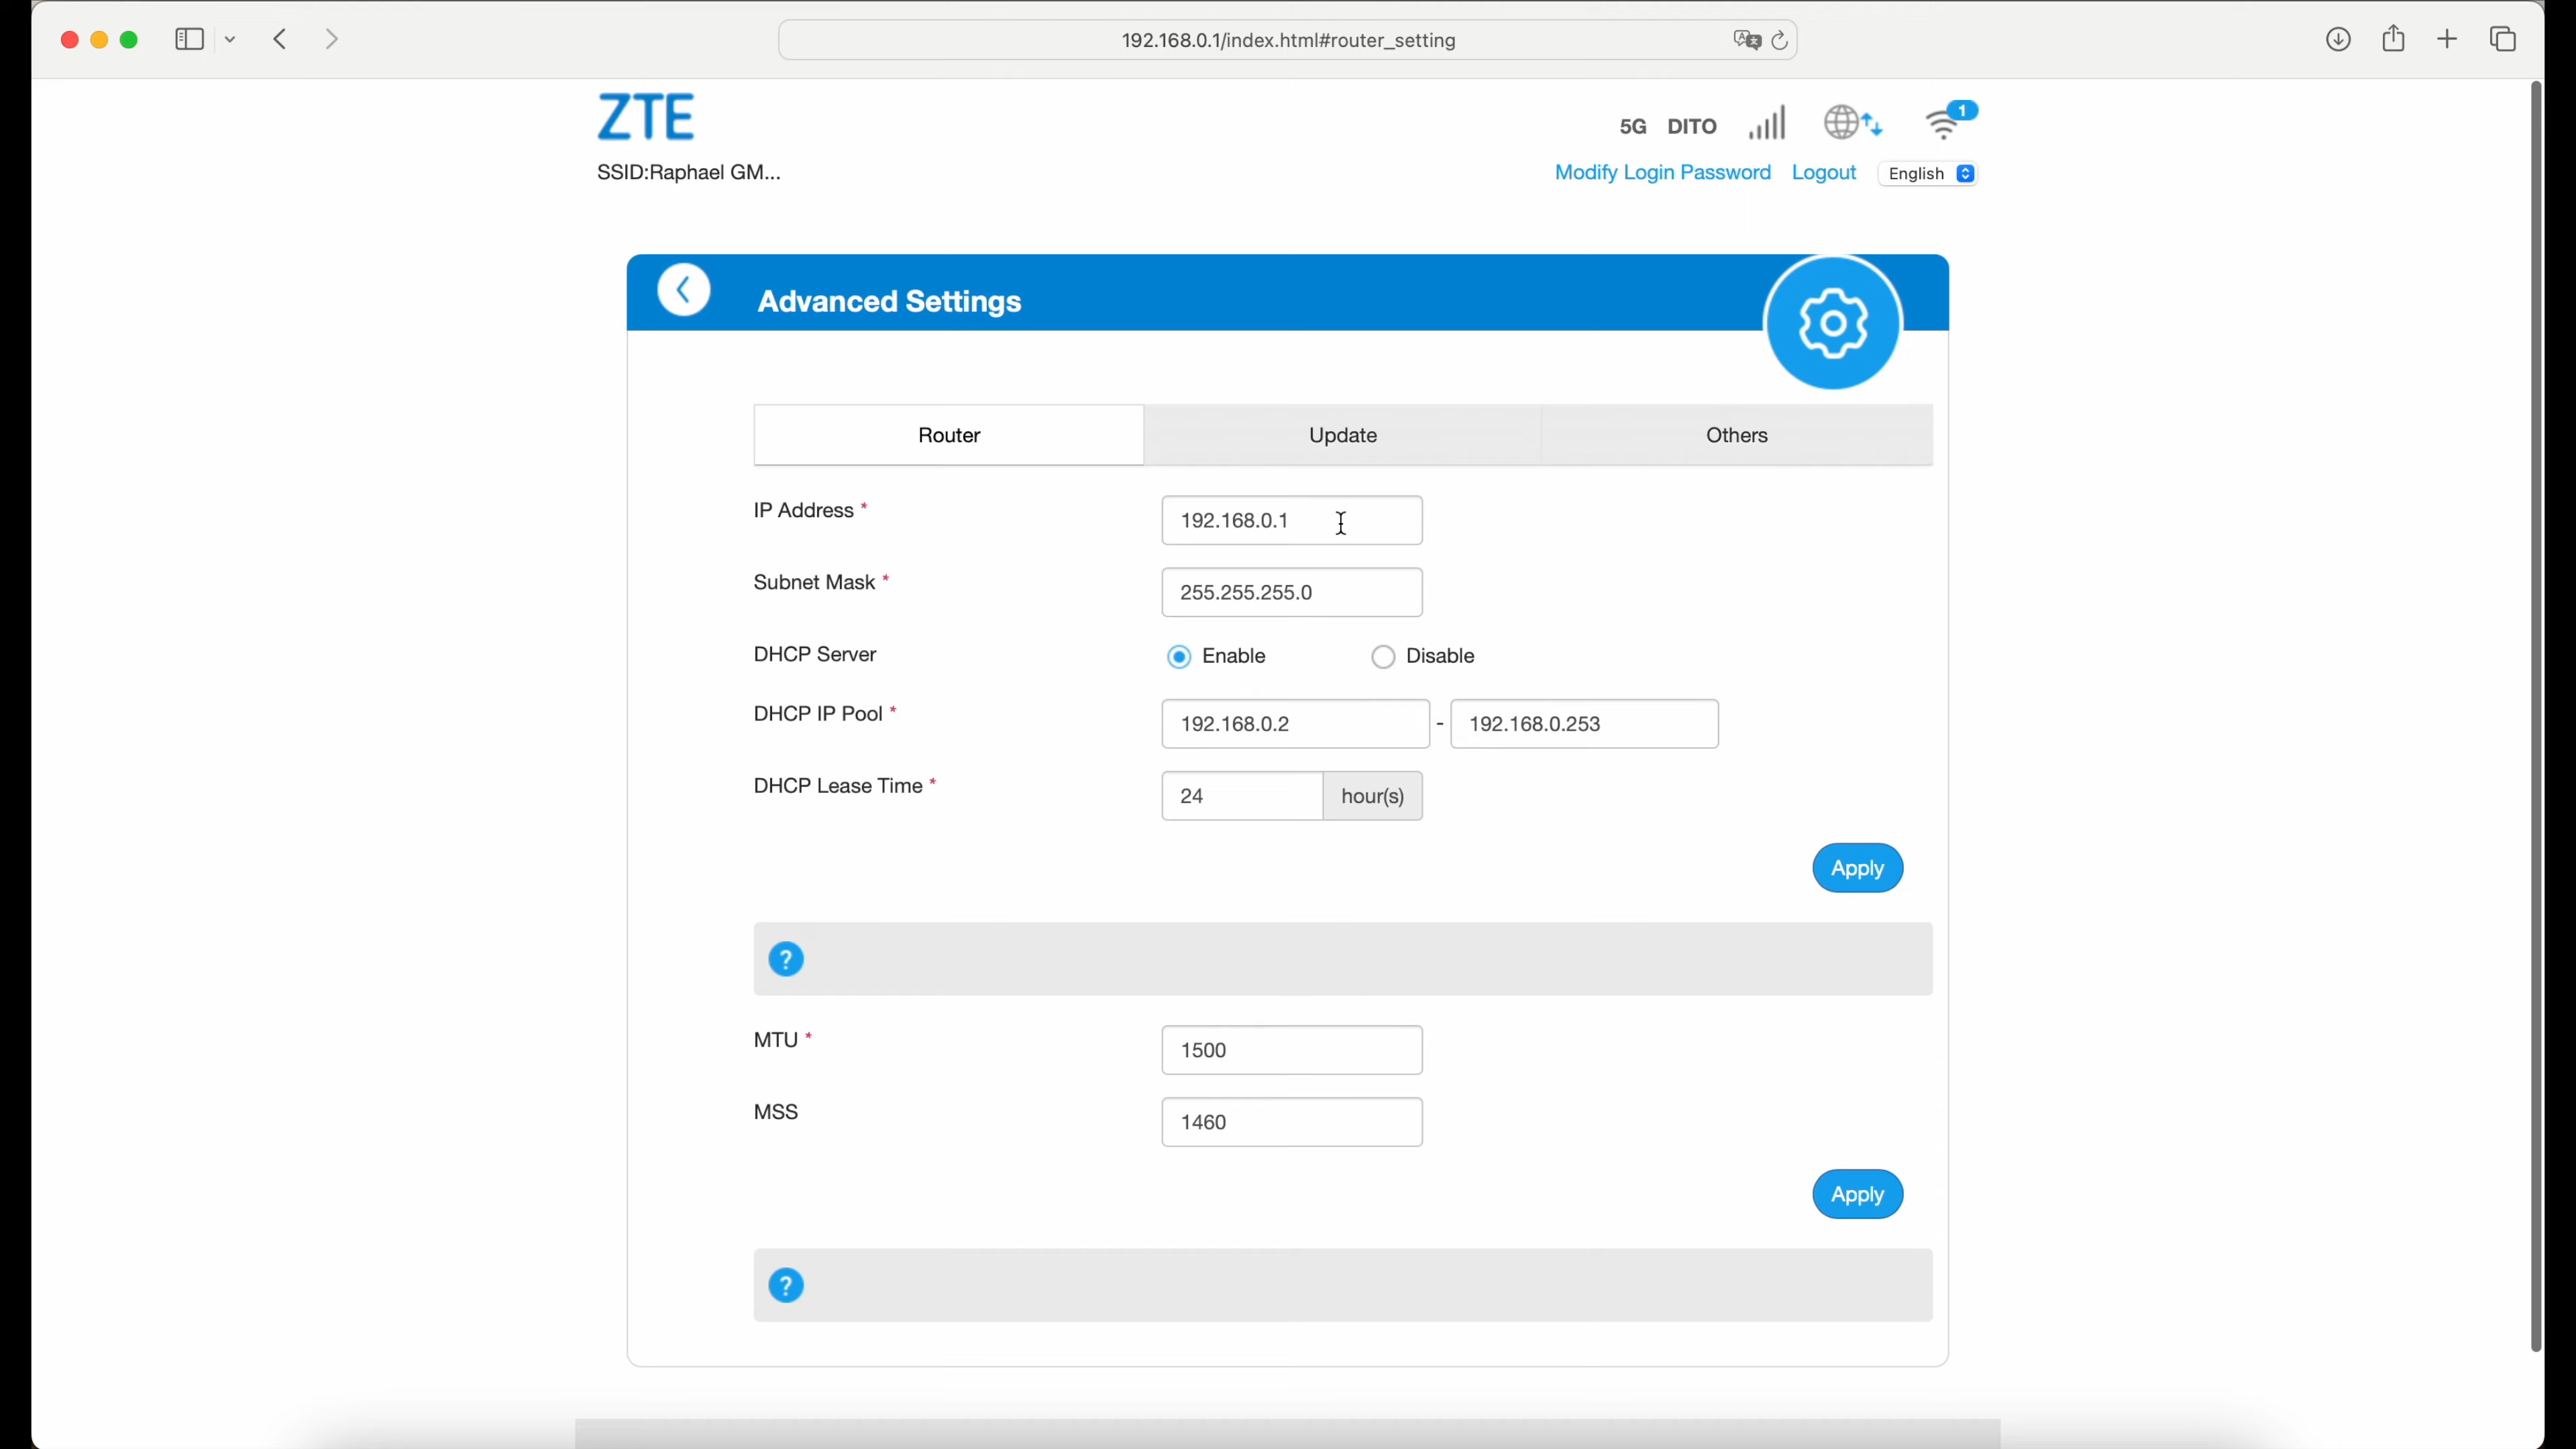 192.168.0.1/index.html#router_setting
ZTE
5G DITO 1
SSID:Raphael GM...
Modify Login Password Logout English
Advanced Settings
Router Update Others
IP Address * 192.168.0.1
Subnet Mask * 255.255.255.0
DHCP Server Enable Disable
DHCP IP Pool * 192.168.0.2 - 192.168.0.253
DHCP Lease Time * 24 hour(s)
Apply
?
MTU * 1500
MSS 1460
Apply
?